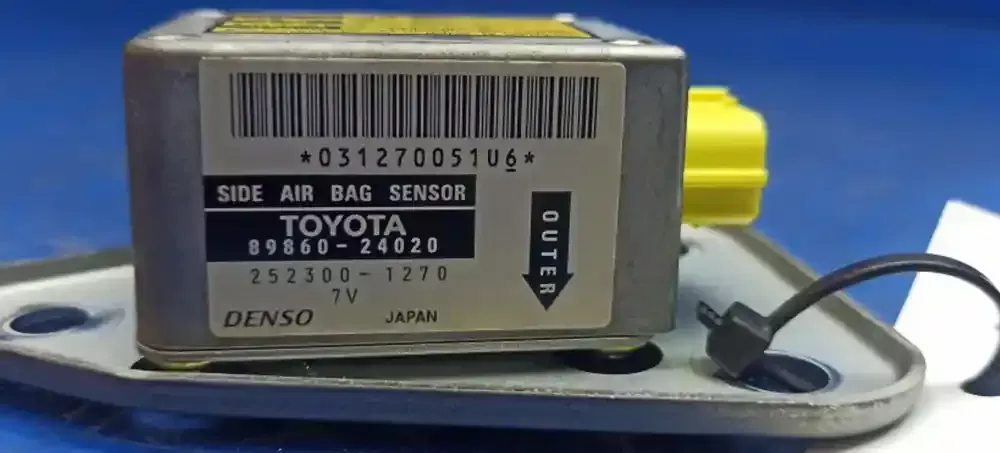 *031270051U6*
SIDE AIR BAG SENSOR
TOYOTA
89860-24020
252300-1270
7V
DENSO JAPAN
OUTER